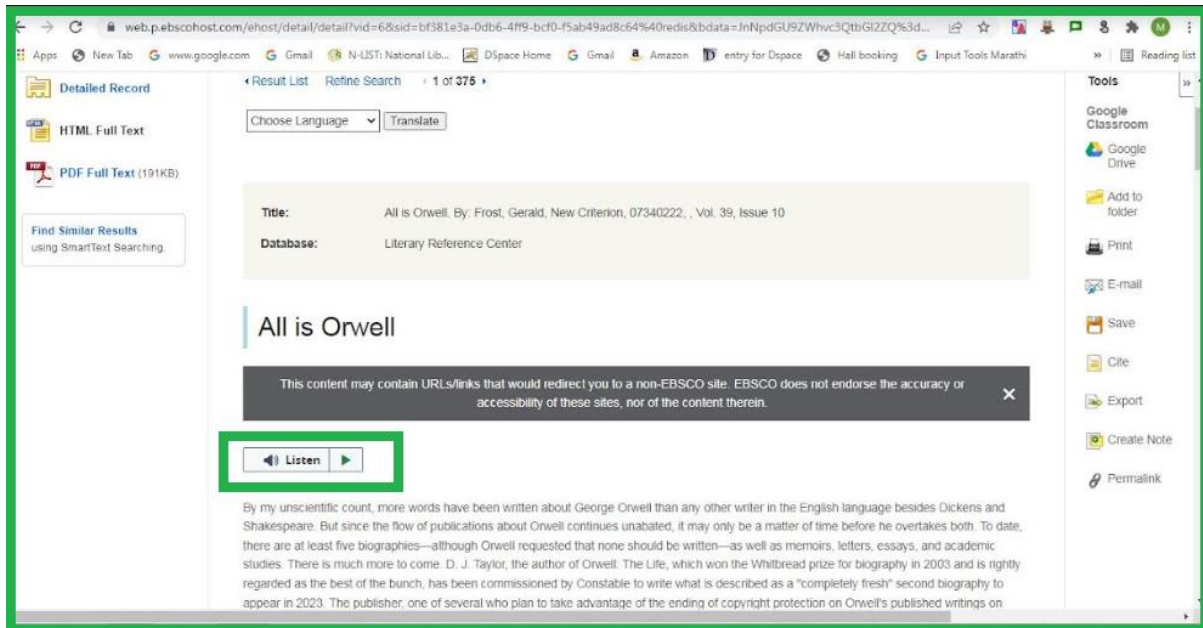 web.p.ebscohost.com/ehost/detail/detail?vid=6&sid=bf381e3a-0db6-4ff9-bcf0-f5ab49ad8c64%40redis&bdata=JnNpdGU9ZWhvc3QtbGl2ZQ%3d...
M
Apps New Tab www.google.com Gmail N-LIST: National Lib... DSpace Home Gmail Amazon entry for Dspace Hall booking Input Tools Marathi » Reading list
Detailed Record
HTML Full Text
PDF Full Text (191KB)
Find Similar Results
using SmartText Searching.
Result List Refine Search 1 of 375
Choose Language Translate
Title: All is Orwell. By: Frost, Gerald, New Criterion, 07340222, , Vol. 39, Issue 10
Database: Literary Reference Center
All is Orwell
This content may contain URLs/links that would redirect you to a non-EBSCO site. EBSCO does not endorse the accuracy or
accessibility of these sites, nor of the content therein.
Listen
By my unscientific count, more words have been written about George Orwell than any other writer in the English language besides Dickens and
Shakespeare. But since the flow of publications about Orwell continues unabated, it may only be a matter of time before he overtakes both. To date,
there are at least five biographies—although Orwell requested that none should be written—as well as memoirs, letters, essays, and academic
studies. There is much more to come. D. J. Taylor, the author of Orwell: The Life, which won the Whitbread prize for biography in 2003 and is rightly
regarded as the best of the bunch, has been commissioned by Constable to write what is described as a "completely fresh" second biography to
appear in 2023. The publisher, one of several who plan to take advantage of the ending of copyright protection on Orwell's published writings on
Tools »
Google
Classroom
Google
Drive
Add to
folder
Print
E-mail
Save
Cite
Export
Create Note
Permalink